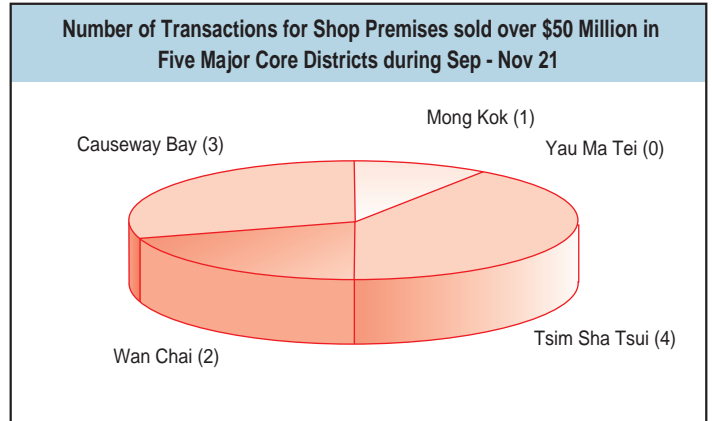 Number of Transactions for Shop Premises sold over $50 Million in
Five Major Core Districts during Sep - Nov 21
Mong Kok (1)
Causeway Bay (3)
Yau Ma Tei (0)
Tsim Sha Tsui (4)
Wan Chai (2)